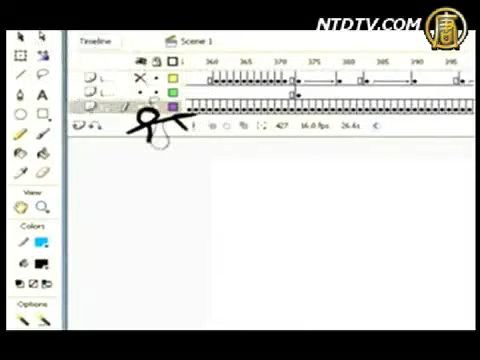 NTDTV.COM
唐
Timeline
Scene 1
360 365 370 375 380 385 390 395
427 16.0 fps 26.6s
A
View
Colors
Options